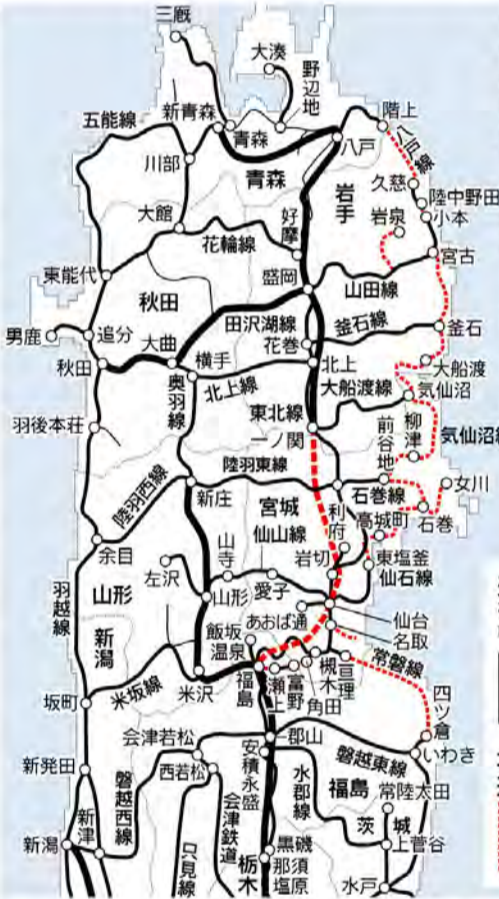 三厩
大湊
野辺地
五能線
新青森
青森
階上
八戸
八戸線
川部
青森
岩手
久慈
陸中野田
小本
大館
好摩
岩泉
花輪線
宮古
東能代
盛岡
山田線
秋田
田沢湖線
釜石線
釜石
男鹿
追分
大曲
花巻
秋田
横手
北上
大船渡
奥羽線
北上線
大船渡線
気仙沼
羽後本荘
東北線
一ノ関
前谷地
柳津
気仙沼線
陸羽東線
陸羽西線
新庄
宮城
利府
石巻線
女川
高城町
石巻
余目
山寺
仙山線
岩切
東塩釜
仙石線
左沢
山形
山形
愛子
羽越線
あおば通
仙台
新潟
飯坂温泉
名取
福島
瀬上
富野
角田
槻木
亘理
常磐線
坂町
米坂線
米沢
四ツ倉
会津若松
郡山
磐越東線
いわき
新発田
磐越西線
西若松
安積永盛
水郡線
福島
常陸太田
新津
会津鉄道
茨城
新潟
只見線
黒磯
上菅谷
栃木
那須塩原
水戸